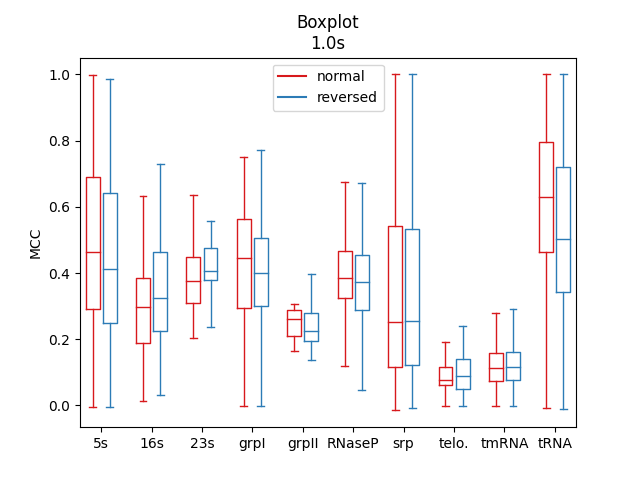 Boxplot
1.0s
normal
reversed
MCC
1.0
0.8
0.6
0.4
0.2
0.0
5s 16s 23s grpI grpII RNaseP srp telo. tmRNA tRNA